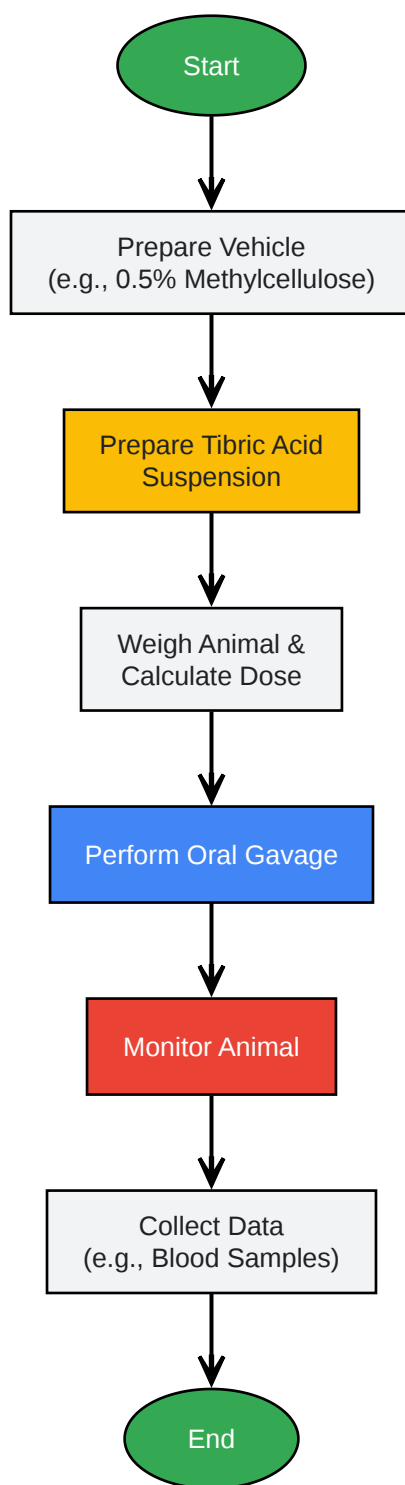 Start
Prepare Vehicle
(e.g., 0.5% Methylcellulose)
Prepare Tibric Acid
Suspension
Weigh Animal &
Calculate Dose
Perform Oral Gavage
Monitor Animal
Collect Data
(e.g., Blood Samples)
End